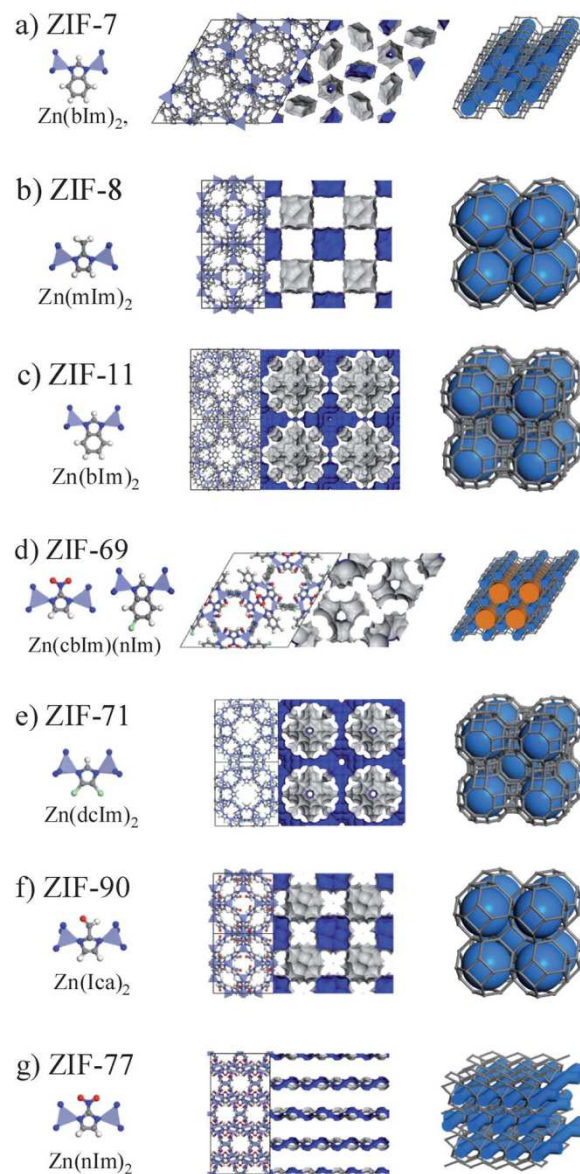 a) ZIF-7
Zn(bIm)2,
b) ZIF-8
Zn(mIm)2
c) ZIF-11
Zn(bIm)2
d) ZIF-69
Zn(cbIm)(nIm)
e) ZIF-71
Zn(dcIm)2
f) ZIF-90
Zn(Ica)2
g) ZIF-77
Zn(nIm)2